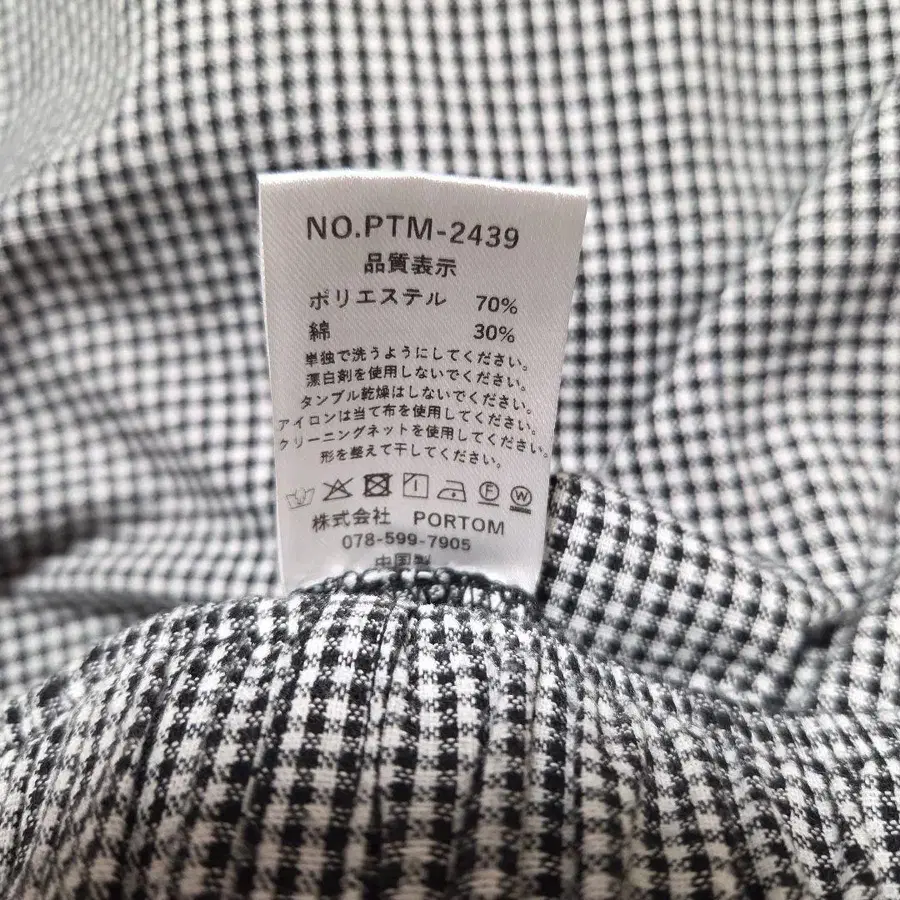 NO.PTM-2439
品質表示
ポリエステル 70%
綿 30%
単独で洗うようにしてください。
漂白剤を使用しないでください。
タンブル乾燥はしないでください。
アイロンは当て布を使用してください。
クリーニングネットを使用してください。
形を整えて干してください。
F W
株式会社 PORTOM
078-599-7905
中国製